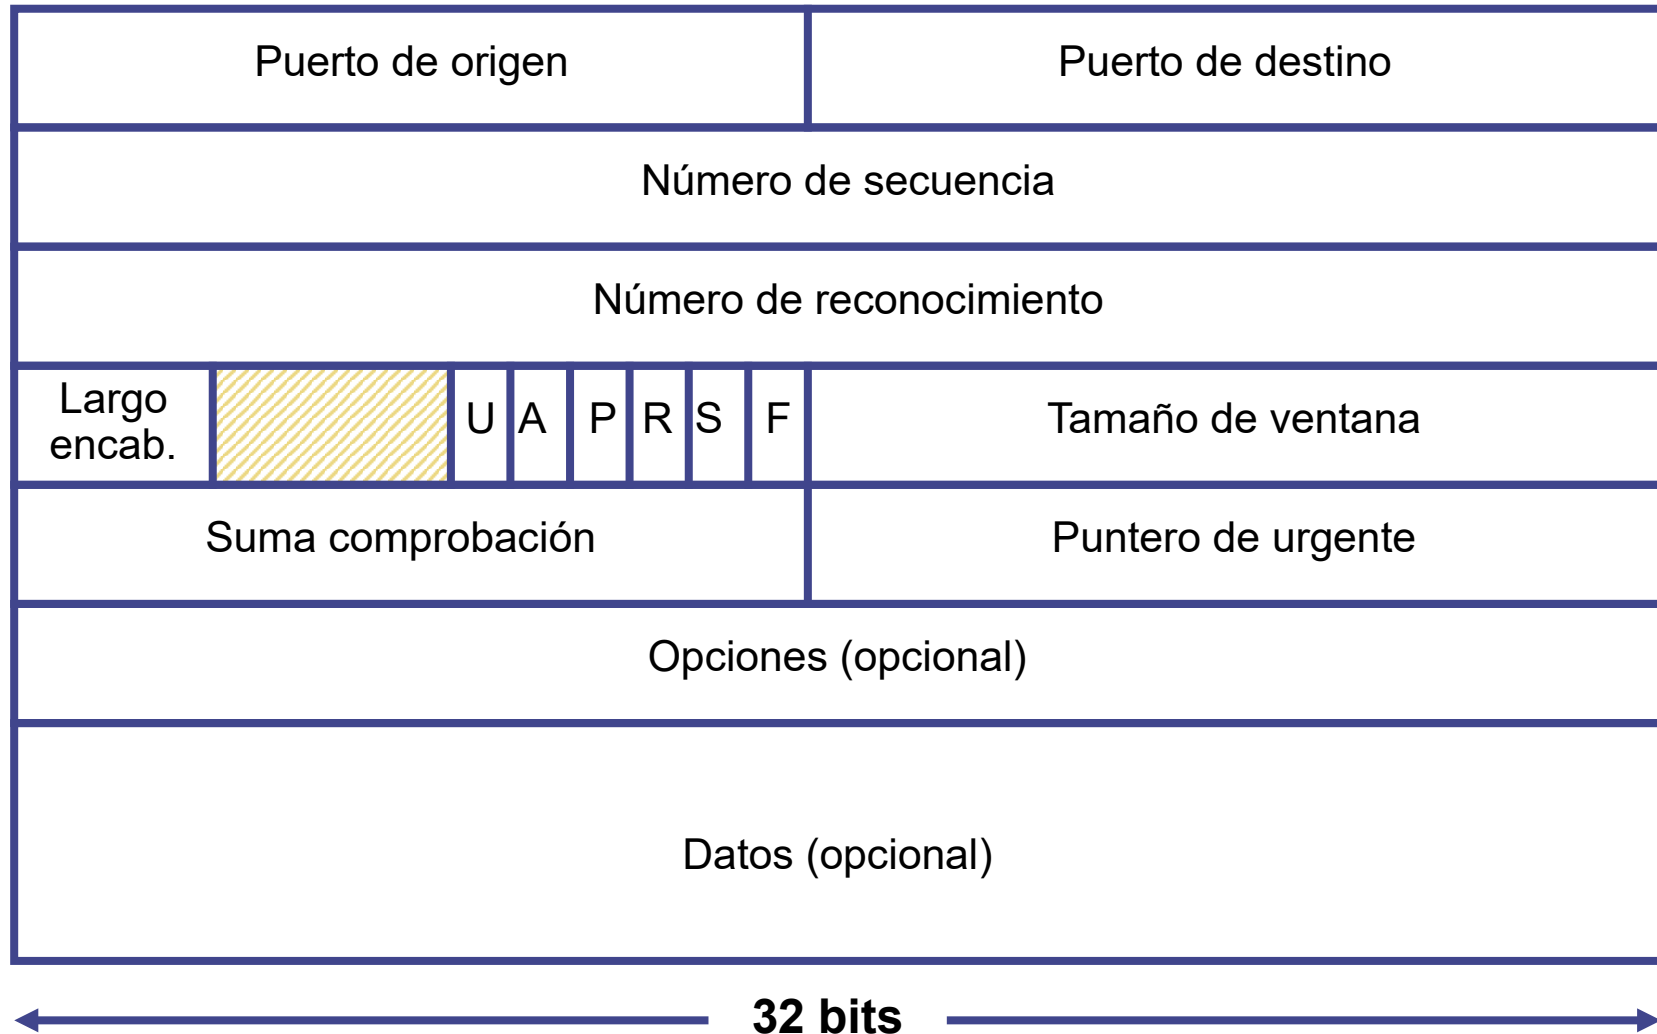 Puerto de origen
Puerto de destino
Número de secuencia
Número de reconocimiento
Largo
encab.
U A P R S F
Tamaño de ventana
Suma comprobación
Puntero de urgente
Opciones (opcional)
Datos (opcional)
32 bits